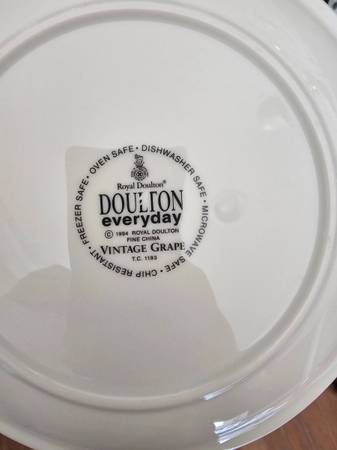 FREEZER SAFE • OVEN SAFE • DISHWASHER SAFE • MICROWAVE SAFE • CHIP RESISTANT •
Royal Doulton®
DOULTON
everyday
© 1994 ROYAL DOULTON
FINE CHINA
VINTAGE GRAPE
T.C. 1193